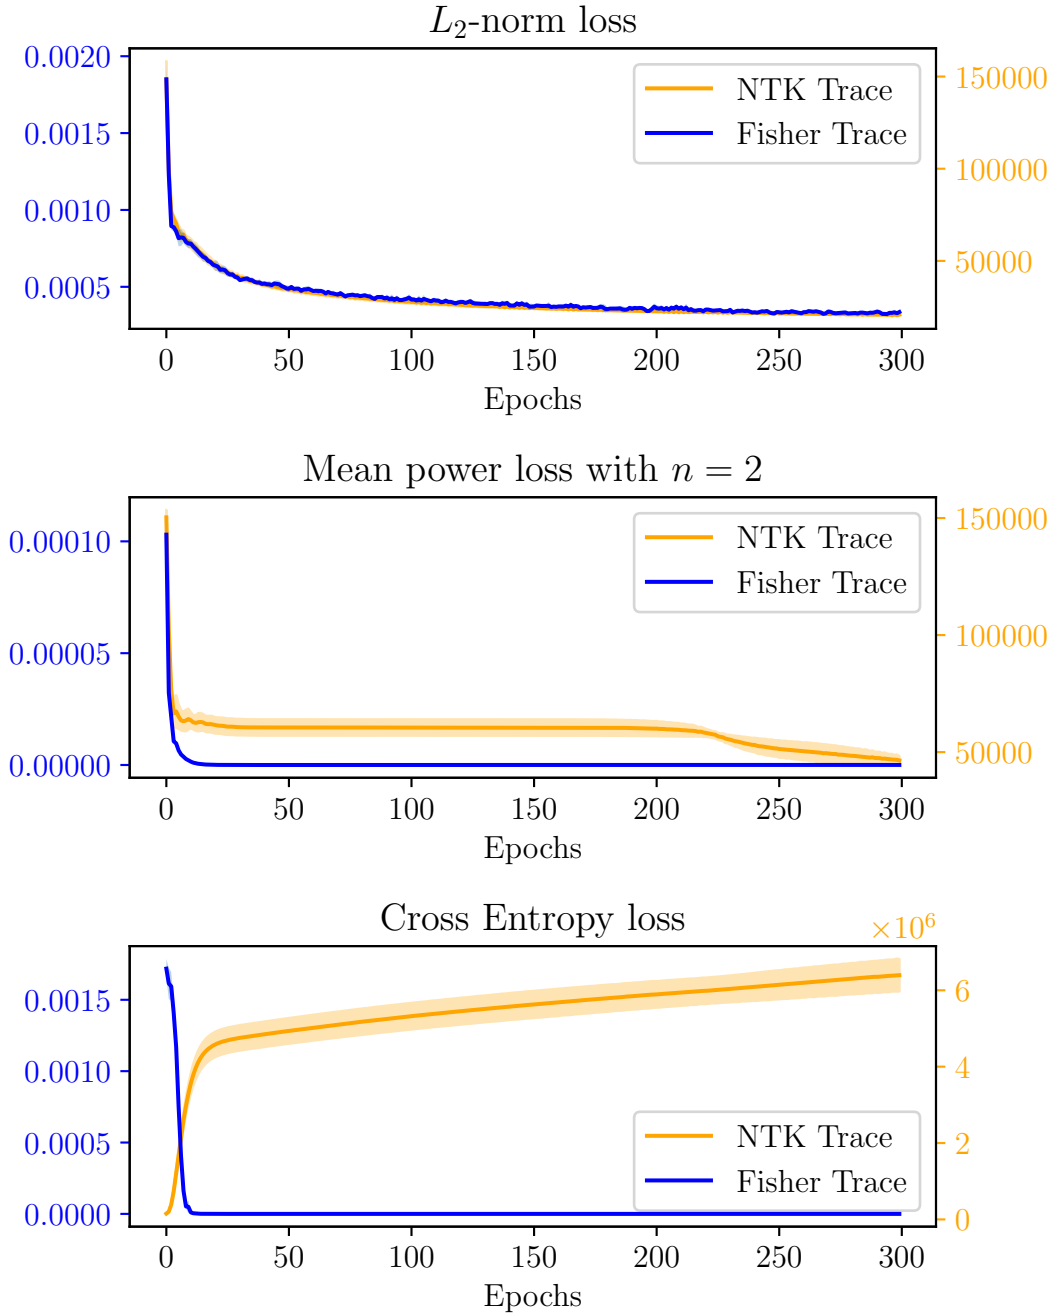 L₂-norm loss
0.0020
0.0015
0.0010
0.0005
150000
100000
50000
NTK Trace
Fisher Trace
0 50 100 150 200 250 300
Epochs
Mean power loss with n = 2
0.00010
0.00005
0.00000
150000
100000
50000
NTK Trace
Fisher Trace
0 50 100 150 200 250 300
Epochs
Cross Entropy loss
×10⁶
0.0015
0.0010
0.0005
0.0000
6
4
2
0
NTK Trace
Fisher Trace
0 50 100 150 200 250 300
Epochs